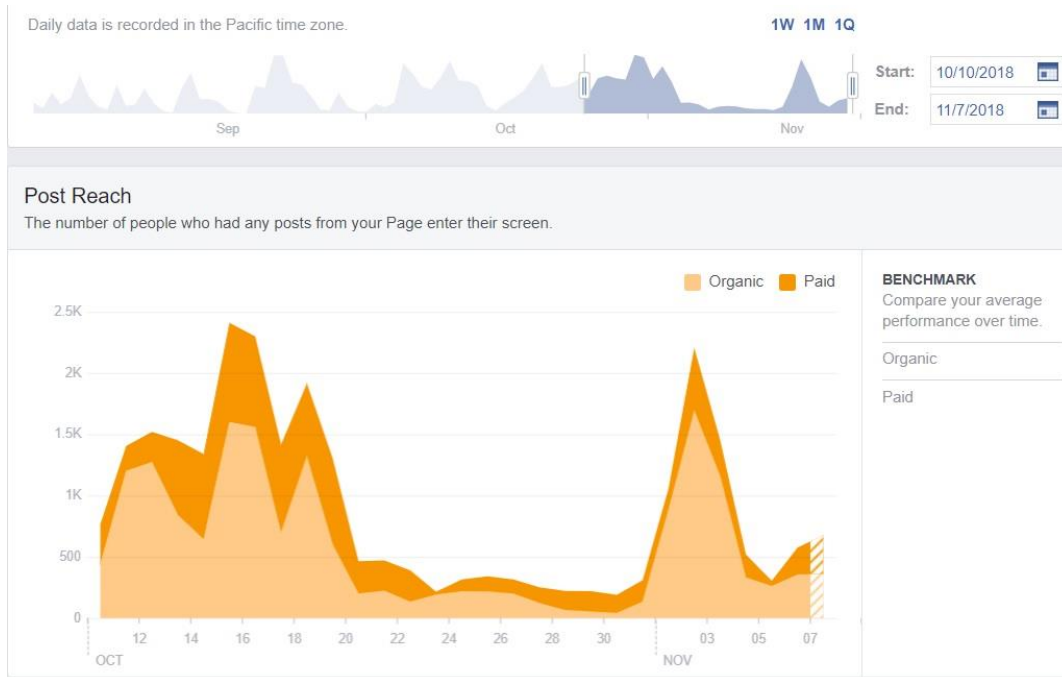 Daily data is recorded in the Pacific time zone.
1W 1M 1Q
Start: 10/10/2018
End: 11/7/2018
Sep Oct Nov
Post Reach
The number of people who had any posts from your Page enter their screen.
Organic Paid
2.5K
2K
1.5K
1K
500
0
12 14 16 18 20 22 24 26 28 30 03 05 07
OCT NOV
BENCHMARK
Compare your average
performance over time.
Organic
Paid